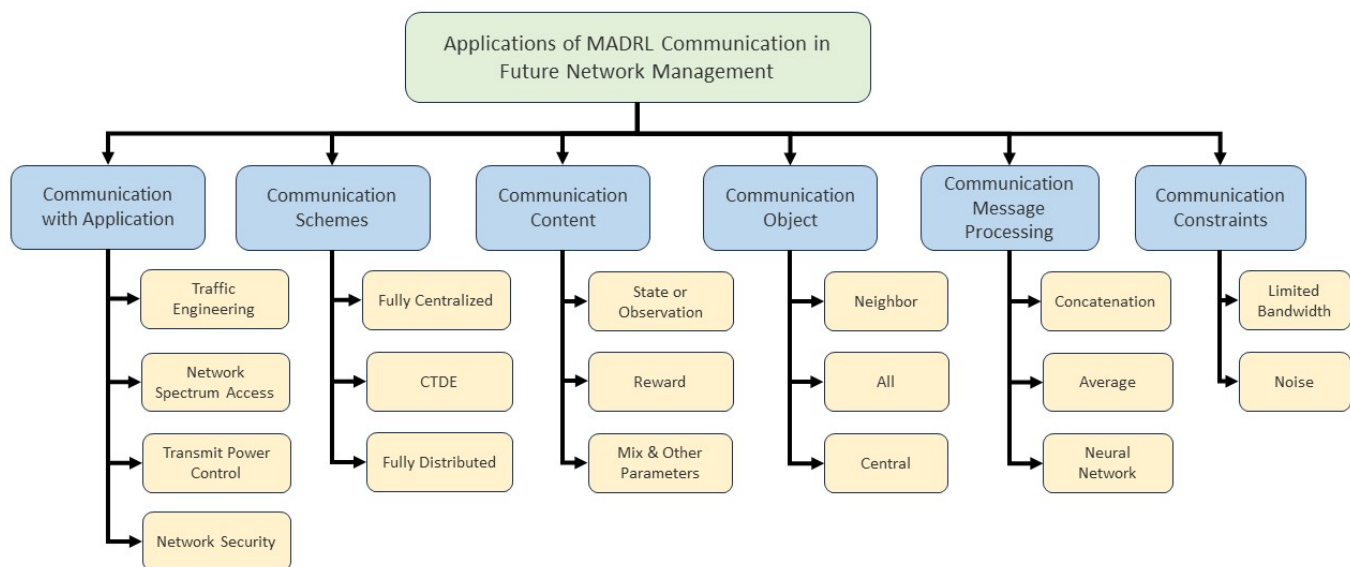 Applications of MADRL Communication in
Future Network Management
Communication
with Application
Communication
Schemes
Communication
Content
Communication
Object
Communication
Message
Processing
Communication
Constraints
Traffic
Engineering
Network
Spectrum Access
Transmit Power
Control
Network Security
Fully Centralized
CTDE
Fully Distributed
State or
Observation
Reward
Mix & Other
Parameters
Neighbor
All
Central
Concatenation
Average
Neural
Network
Limited
Bandwidth
Noise